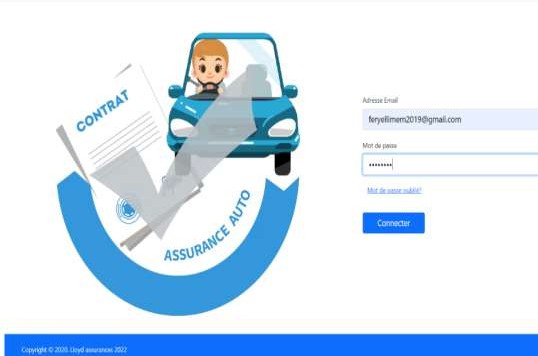 CONTRAT
ASSURANCE AUTO
Adresse Email
feryellimem2019@gmail.com
Mot de passe
••••••••
Mot de passe oublié?
Connecter
Copyright © 2020. Lloyd assurances 2022